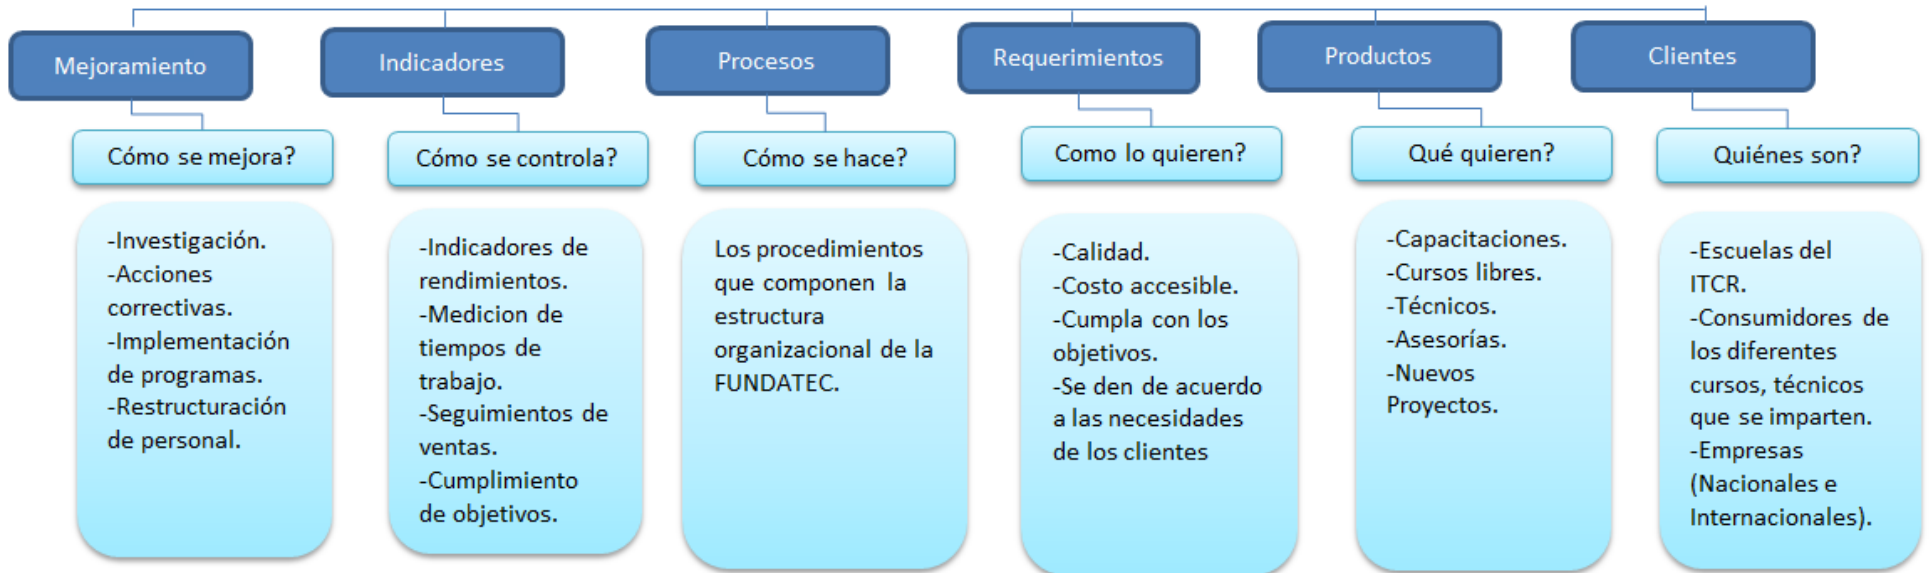 Mejoramiento
Indicadores
Procesos
Requerimientos
Productos
Clientes
Cómo se mejora?
Cómo se controla?
Cómo se hace?
Como lo quieren?
Qué quieren?
Quiénes son?
-Investigación.
-Acciones
correctivas.
-Implementación
de programas.
-Restructuración
de personal.
-Indicadores de
rendimientos.
-Medicion de
tiempos de
trabajo.
-Seguimientos de
ventas.
-Cumplimiento
de objetivos.
Los procedimientos
que componen la
estructura
organizacional de la
FUNDATEC.
-Calidad.
-Costo accesible.
-Cumpla con los
objetivos.
-Se den de acuerdo
a las necesidades
de los clientes
-Capacitaciones.
-Cursos libres.
-Técnicos.
-Asesorías.
-Nuevos
Proyectos.
-Escuelas del
ITCR.
-Consumidores de
los diferentes
cursos, técnicos
que se imparten.
-Empresas
(Nacionales e
Internacionales).